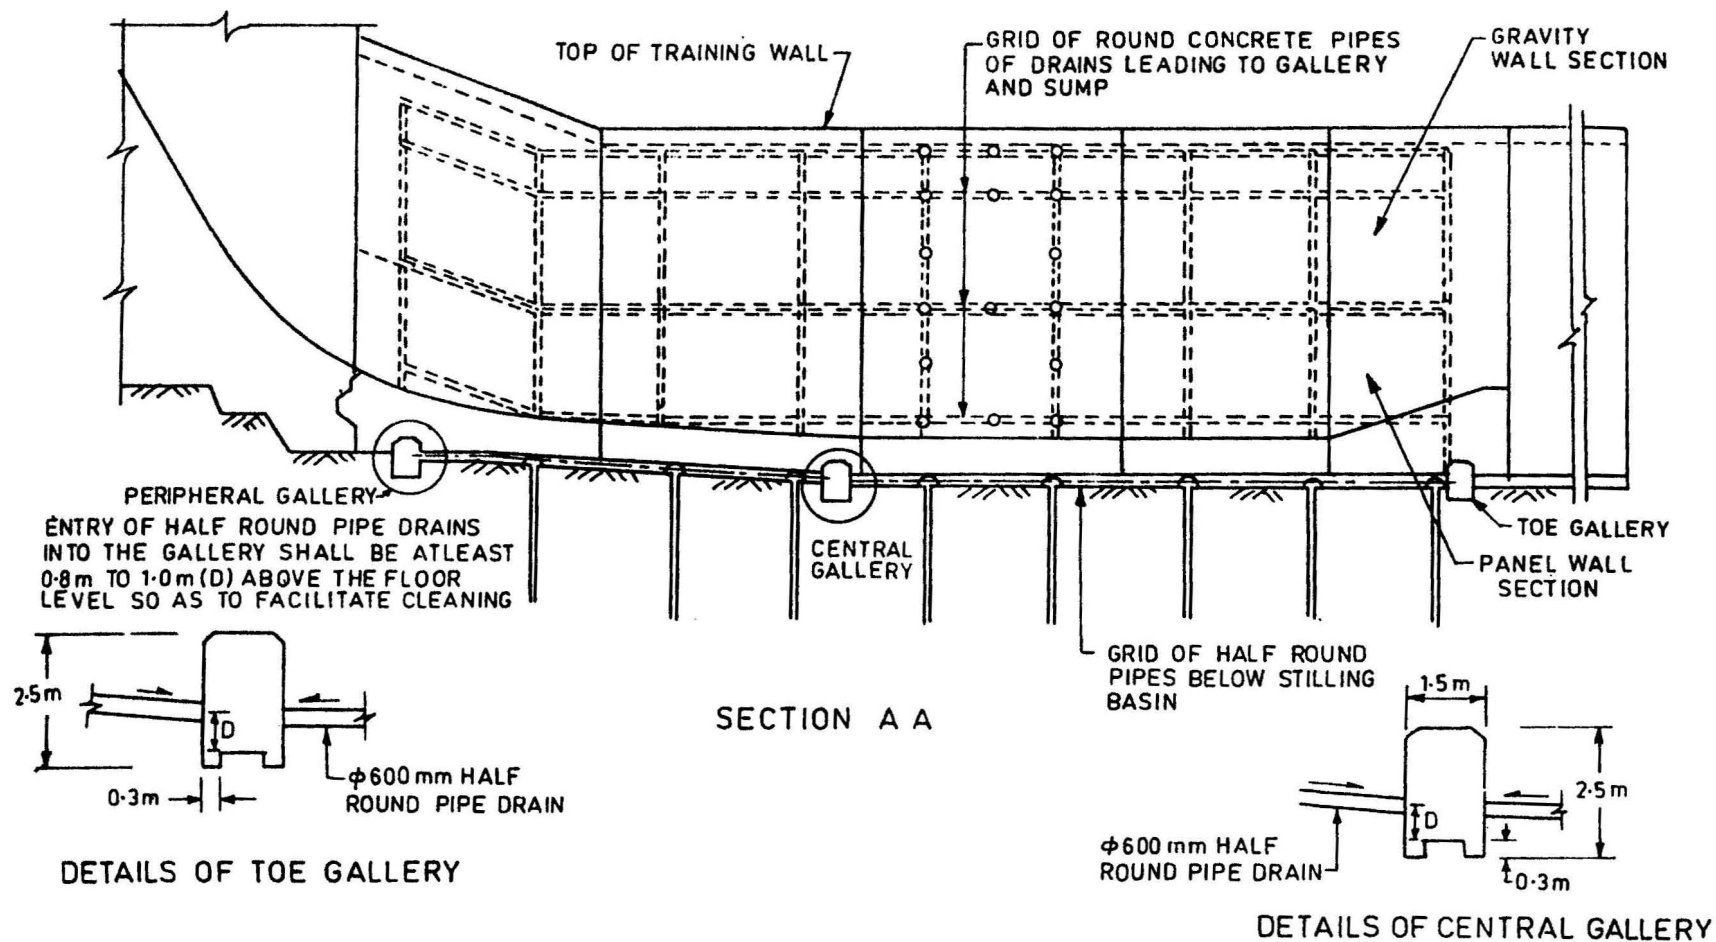 TOP OF TRAINING WALL
GRID OF ROUND CONCRETE PIPES
OF DRAINS LEADING TO GALLERY
AND SUMP
GRAVITY
WALL SECTION
PERIPHERAL GALLERY
ENTRY OF HALF ROUND PIPE DRAINS
INTO THE GALLERY SHALL BE ATLEAST
0·8m TO 1·0m (D) ABOVE THE FLOOR
LEVEL SO AS TO FACILITATE CLEANING
CENTRAL
GALLERY
TOE GALLERY
PANEL WALL
SECTION
GRID OF HALF ROUND
PIPES BELOW STILLING
BASIN
SECTION A A
2·5m
D
0·3m
ϕ600 mm HALF
ROUND PIPE DRAIN
DETAILS OF TOE GALLERY
1·5m
2·5m
D
0·3m
ϕ600 mm HALF
ROUND PIPE DRAIN
DETAILS OF CENTRAL GALLERY